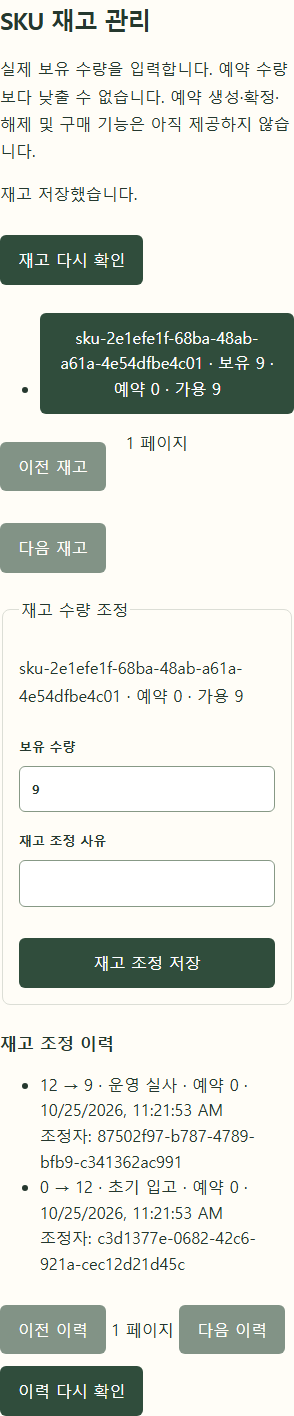 SKU 재고 관리
실제 보유 수량을 입력합니다. 예약 수량
보다 낮출 수 없습니다. 예약 생성·확정·
해제 및 구매 기능은 아직 제공하지 않습
니다.
재고 저장했습니다.
재고 다시 확인
sku-2e1efe1f-68ba-48ab-
a61a-4e54dfbe4c01 · 보유 9 ·
예약 0 · 가용 9
이전 재고
1 페이지
다음 재고
재고 수량 조정
sku-2e1efe1f-68ba-48ab-a61a-
4e54dfbe4c01 · 예약 0 · 가용 9
보유 수량
9
재고 조정 사유
재고 조정 저장
재고 조정 이력
12 → 9 · 운영 실사 · 예약 0 ·
10/25/2026, 11:21:53 AM
조정자: 87502f97-b787-4789-
bfb9-c341362ac991
0 → 12 · 초기 입고 · 예약 0 ·
10/25/2026, 11:21:53 AM
조정자: c3d1377e-0682-42c6-
921a-cec12d21d45c
이전 이력 1 페이지 다음 이력
이력 다시 확인